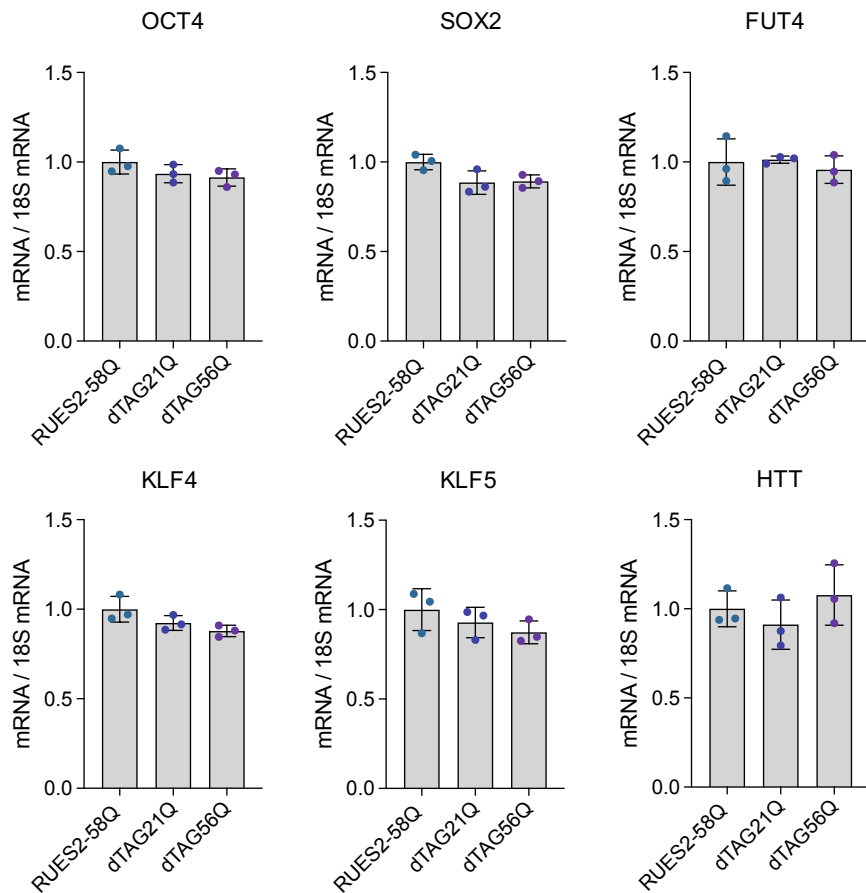 OCT4
SOX2
FUT4
mRNA / 18S mRNA
1.5
1.0
0.5
0.0
RUES2-58Q
dTAG21Q
dTAG56Q
mRNA / 18S mRNA
1.5
1.0
0.5
0.0
RUES2-58Q
dTAG21Q
dTAG56Q
mRNA / 18S mRNA
1.5
1.0
0.5
0.0
RUES2-58Q
dTAG21Q
dTAG56Q
KLF4
KLF5
HTT
mRNA / 18S mRNA
1.5
1.0
0.5
0.0
RUES2-58Q
dTAG21Q
dTAG56Q
mRNA / 18S mRNA
1.5
1.0
0.5
0.0
RUES2-58Q
dTAG21Q
dTAG56Q
mRNA / 18S mRNA
1.5
1.0
0.5
0.0
RUES2-58Q
dTAG21Q
dTAG56Q